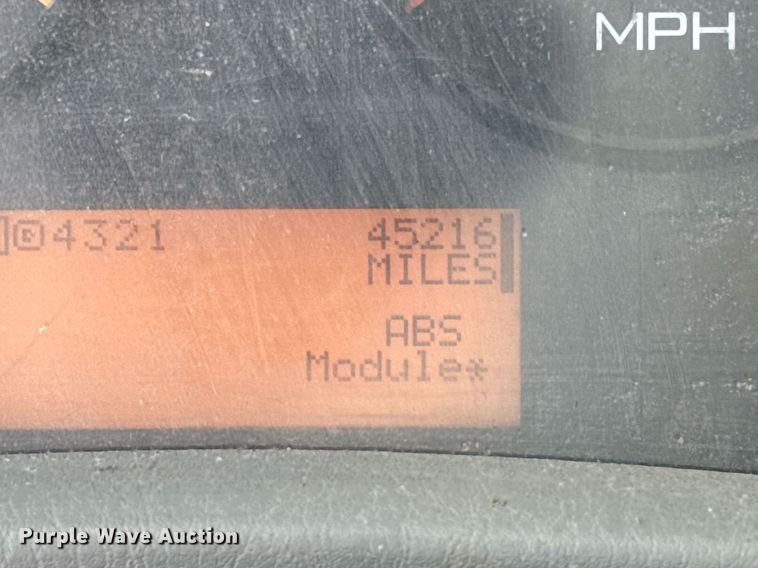 MPH
4321 45216
MILES
ABS
Module*
Purple Wave Auction